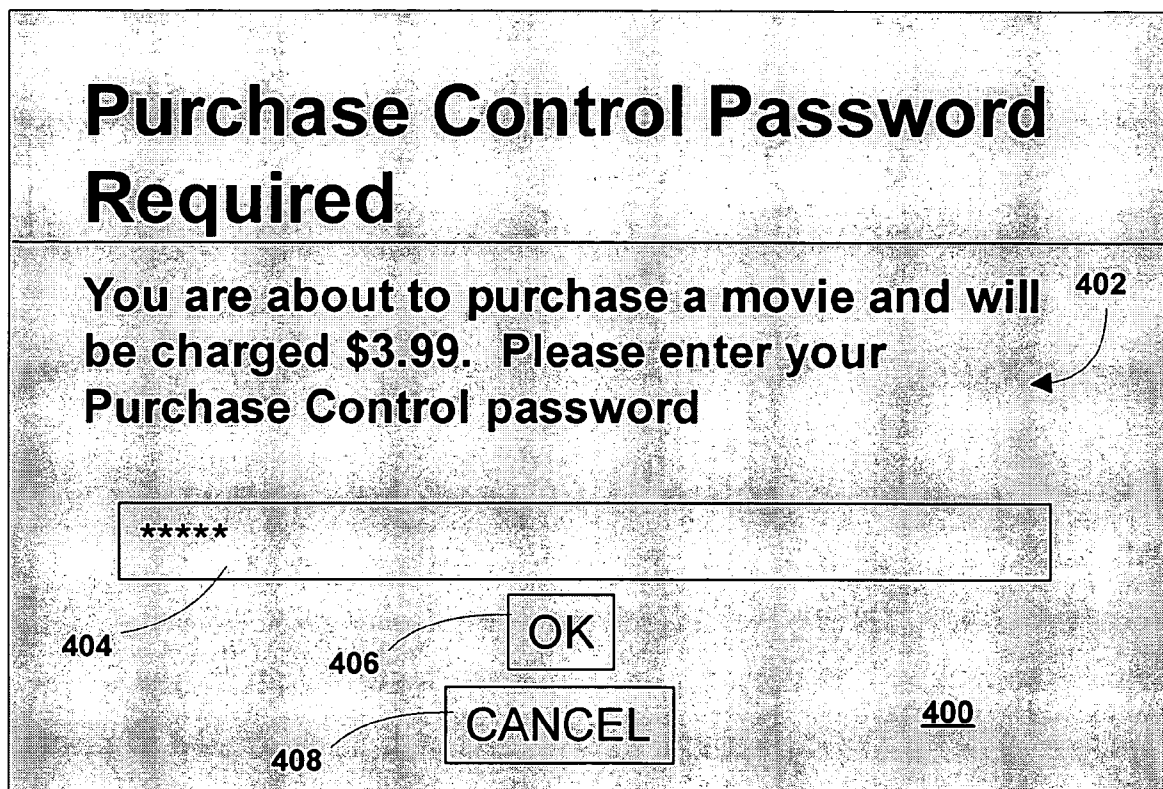 Purchase Control Password
Required
You are about to purchase a movie and will
be charged $3.99.  Please enter your
Purchase Control password
402
*****
404
406
OK
408
CANCEL
400